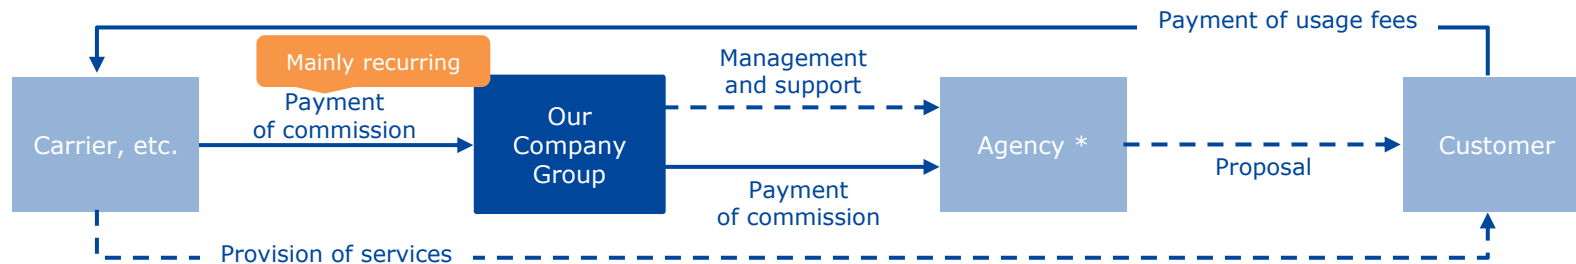 Payment of usage fees
Mainly recurring
Management
and support
Payment
of commission
Our
Company
Group
Carrier, etc.
Agency *
Customer
Proposal
Payment
of commission
Provision of services